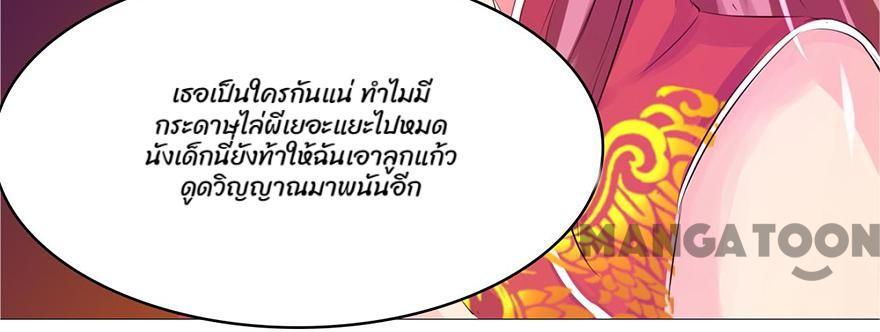 เธอเป็นใครกันแน่ ทำไมมี
กระดาษไล่ผีเยอะแยะไปหมด
นังเด็กนี่ยังท้าให้ฉันเอาลูกแก้ว
ดูดวิญญาณมาพนันอีก
MANGATOON